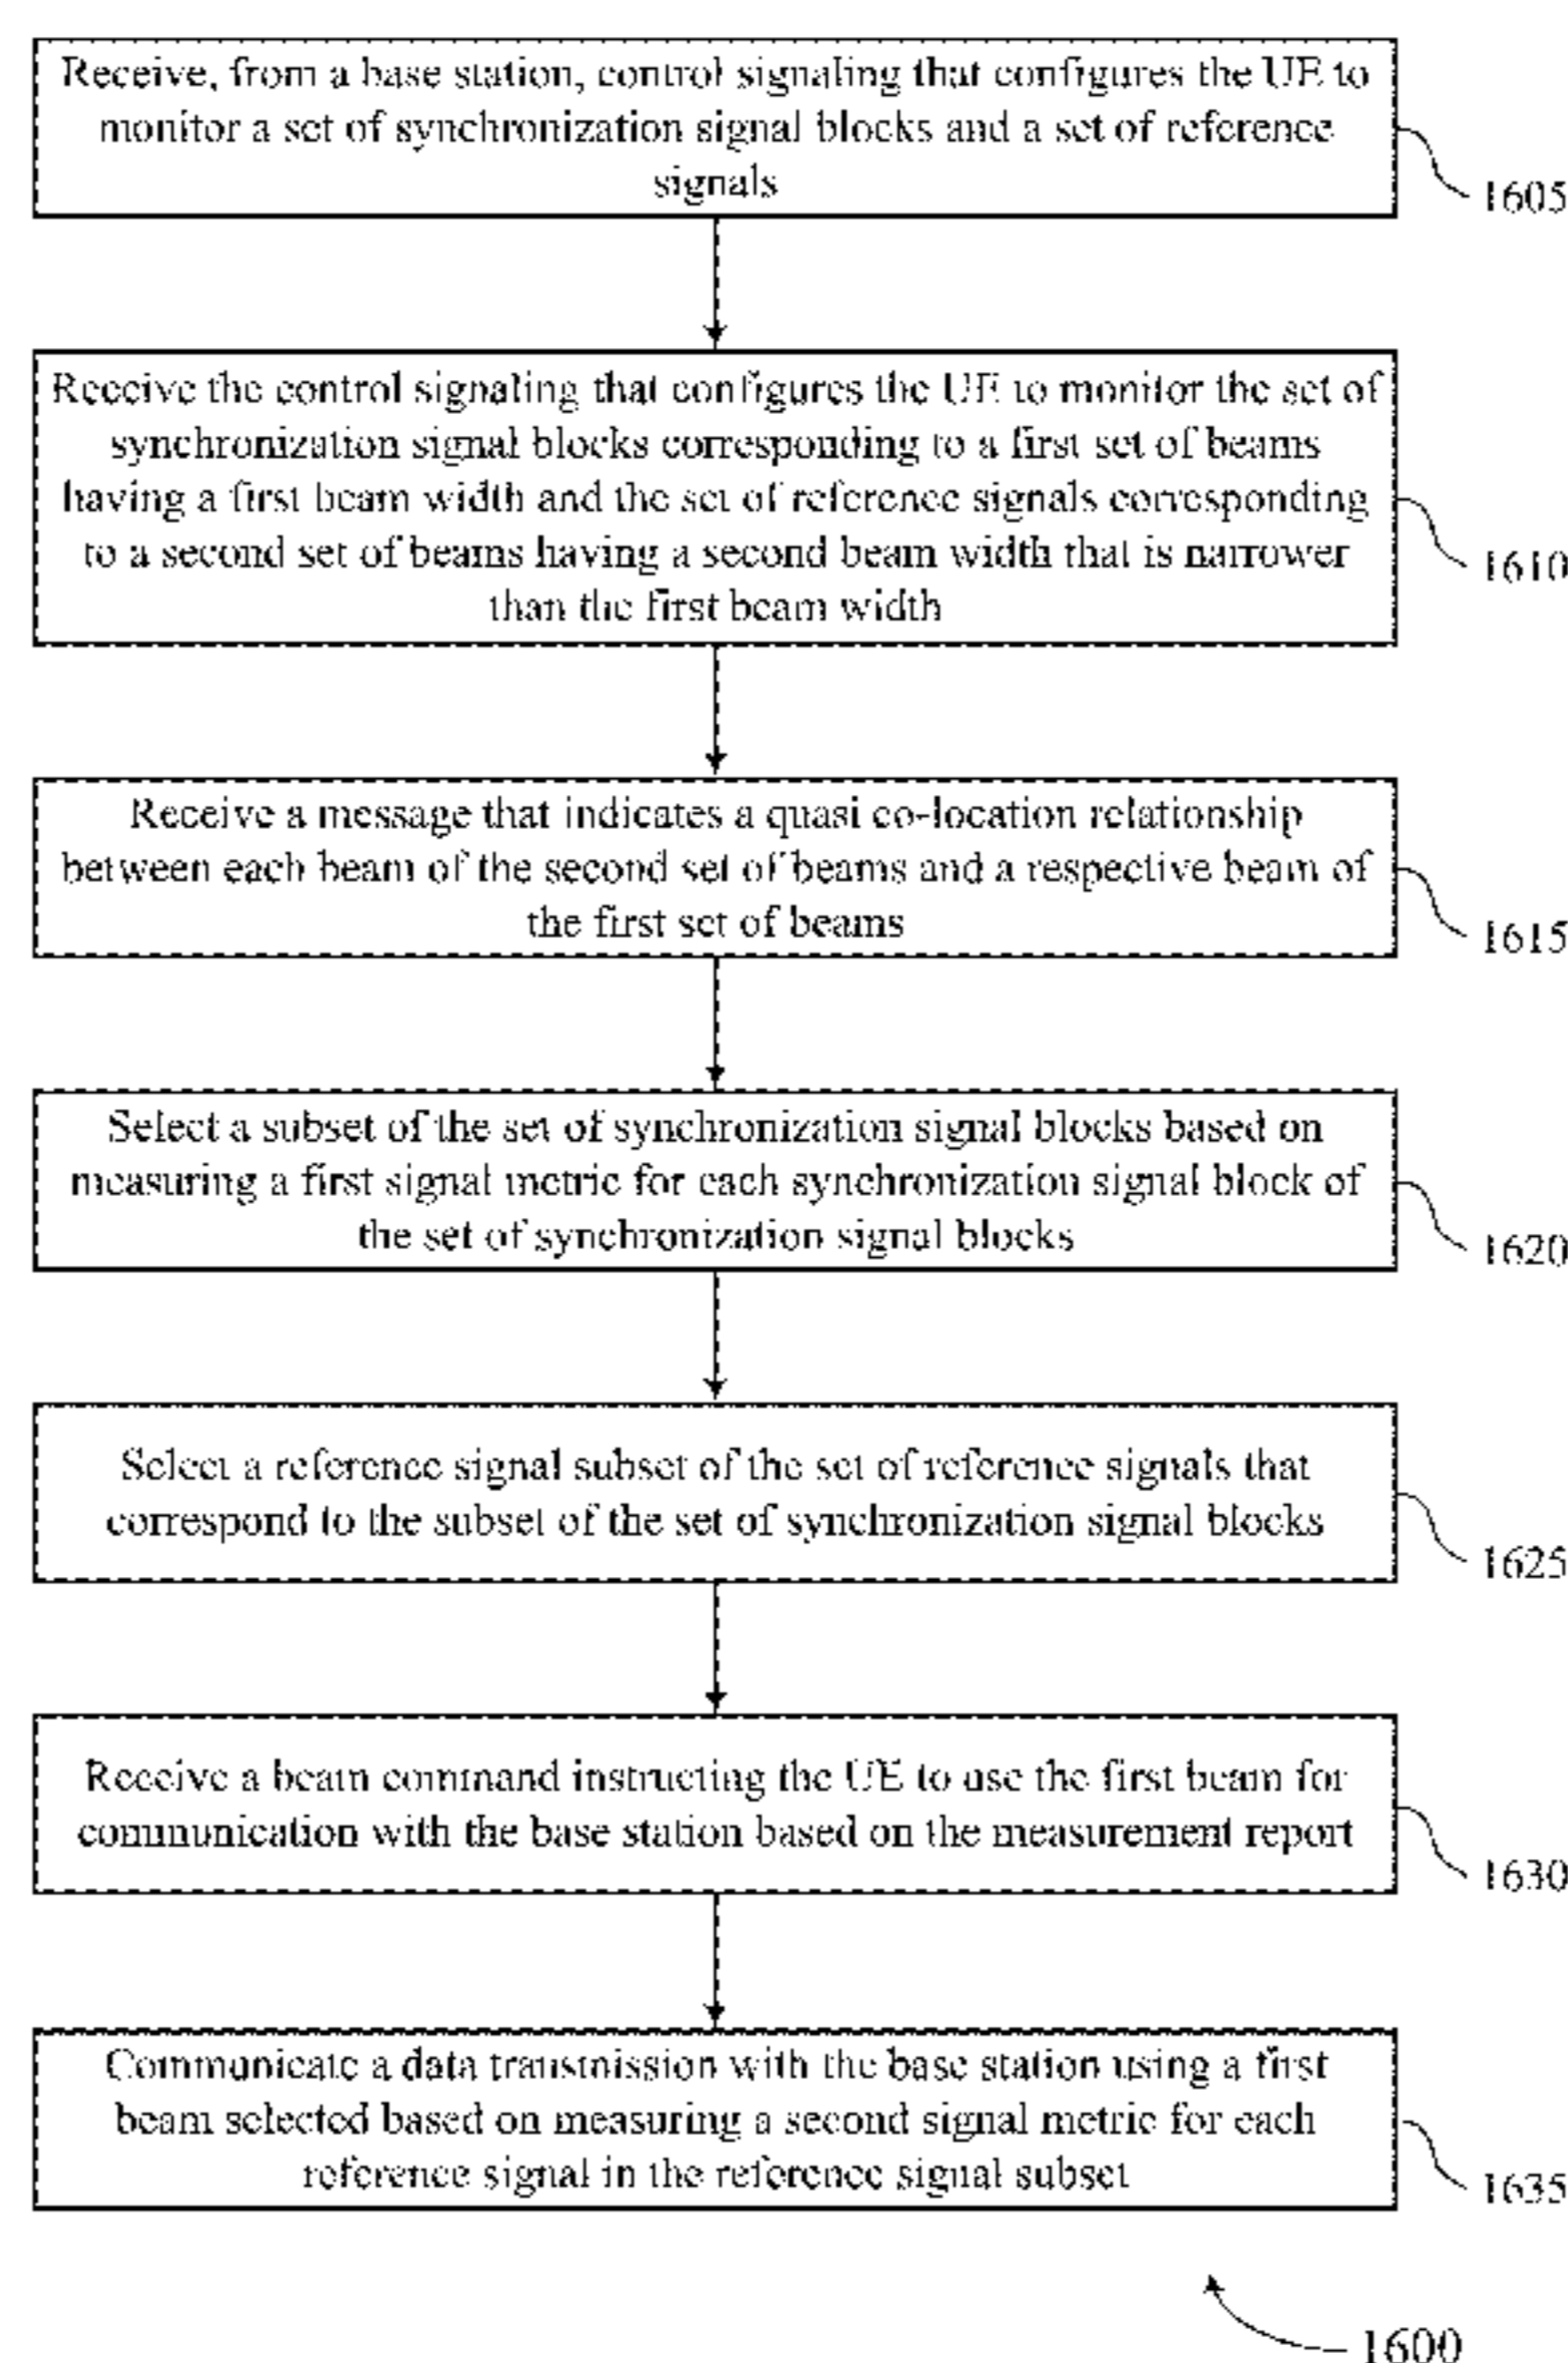 Receive, from a base station, control signaling that configures the UE to
monitor a set of synchronization signal blocks and a set of reference
signals
1605
Receive the control signaling that configures the UE to monitor the set of
synchronization signal blocks corresponding to a first set of beams
having a first beam width and the set of reference signals corresponding
to a second set of beams having a second beam width that is narrower
than the first beam width
1610
Receive a message that indicates a quasi co-location relationship
between each beam of the second set of beams and a respective beam of
the first set of beams
1615
Select a subset of the set of synchronization signal blocks based on
measuring a first signal metric for each synchronization signal block of
the set of synchronization signal blocks
1620
Select a reference signal subset of the set of reference signals that
correspond to the subset of the set of synchronization signal blocks
1625
Receive a beam command instructing the UE to use the first beam for
communication with the base station based on the measurement report
1630
Communicate a data transmission with the base station using a first
beam selected based on measuring a second signal metric for each
reference signal in the reference signal subset
1635
1600